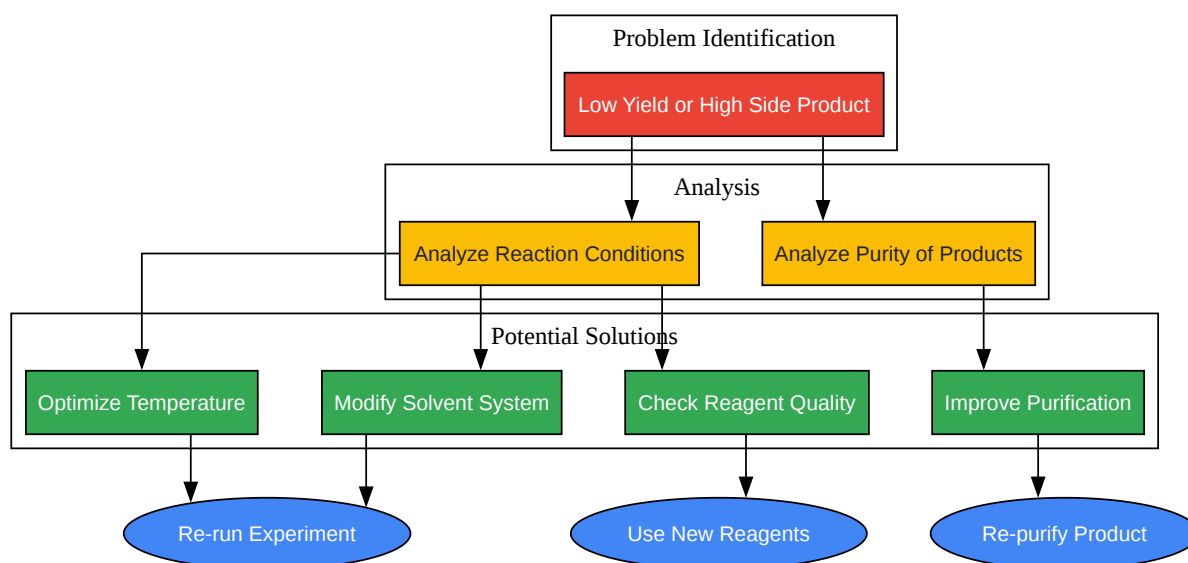 Problem Identification
Low Yield or High Side Product
Analysis
Analyze Reaction Conditions
Analyze Purity of Products
Potential Solutions
Optimize Temperature
Modify Solvent System
Check Reagent Quality
Improve Purification
Re-run Experiment
Use New Reagents
Re-purify Product